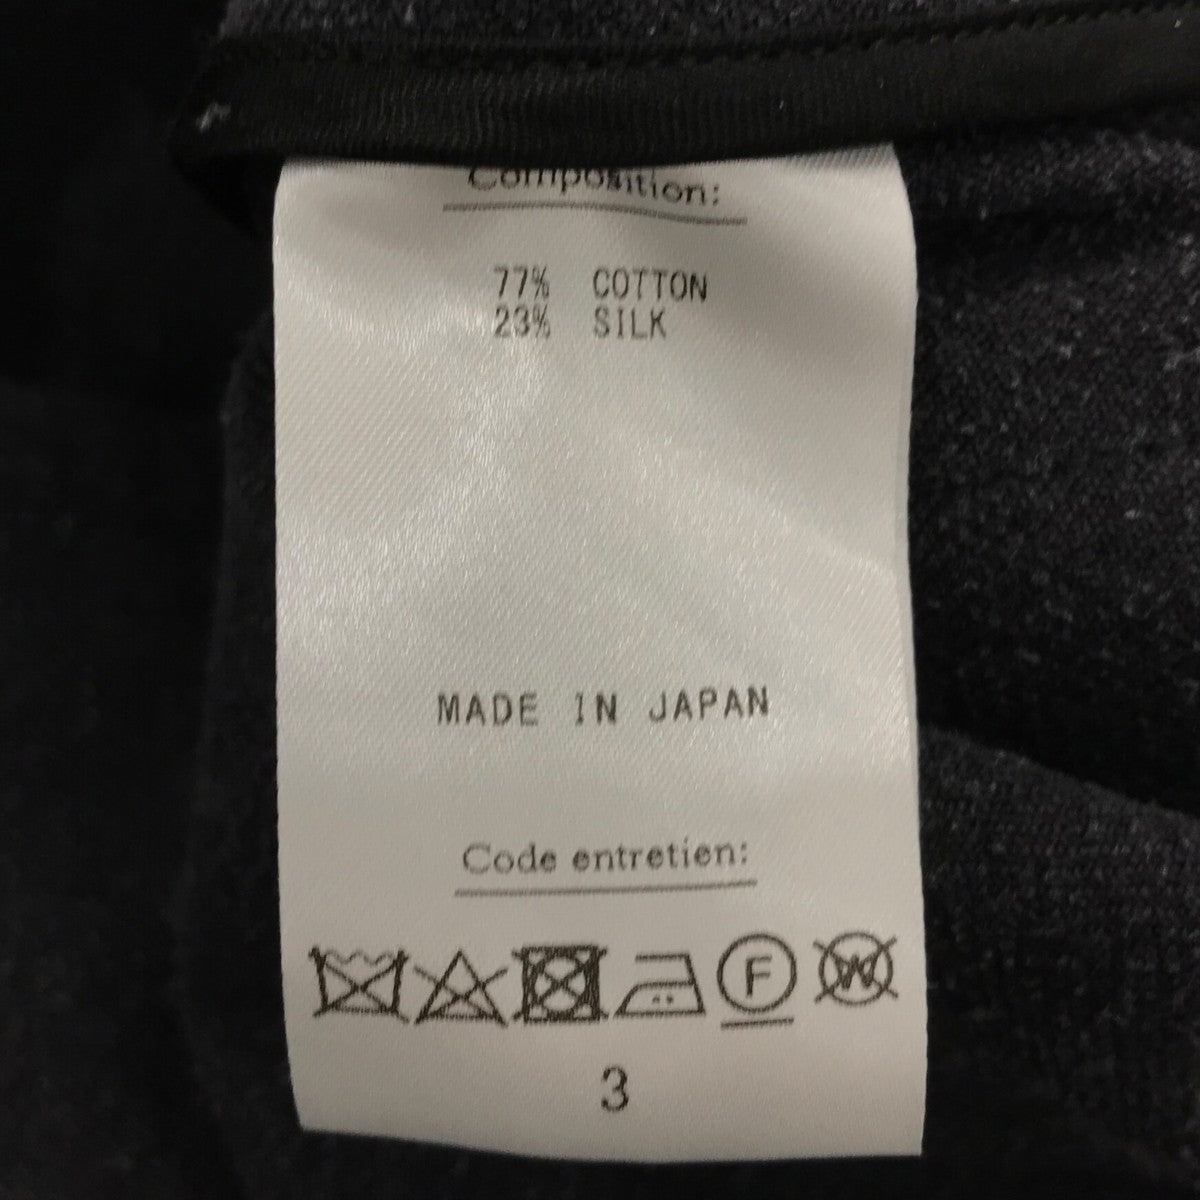 Composition:
77% COTTON
23% SILK
MADE IN JAPAN
Code entretien:
F W
3